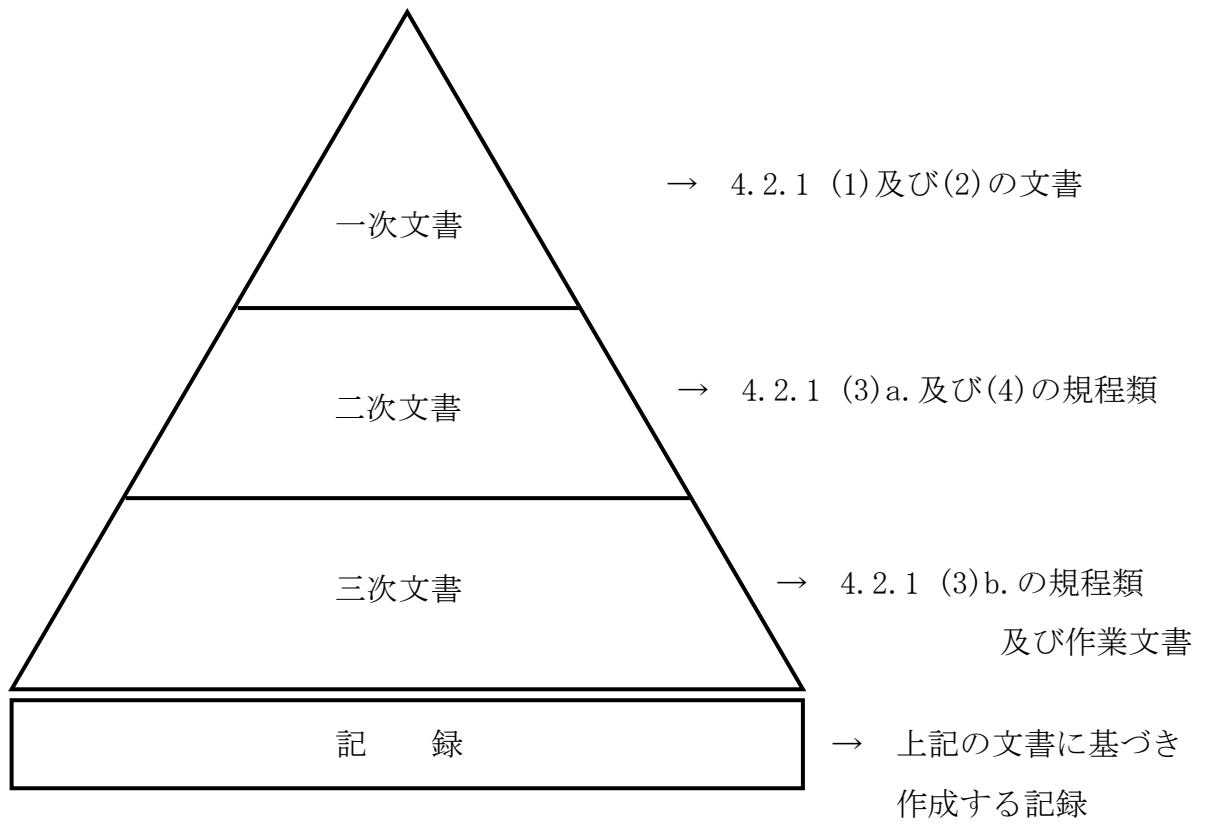 一次文書
→ 4.2.1 (1)及び(2)の文書
二次文書
→ 4.2.1 (3)a.及び(4)の規程類
三次文書
→ 4.2.1 (3)b.の規程類
及び作業文書
記 録
→ 上記の文書に基づき
作成する記録